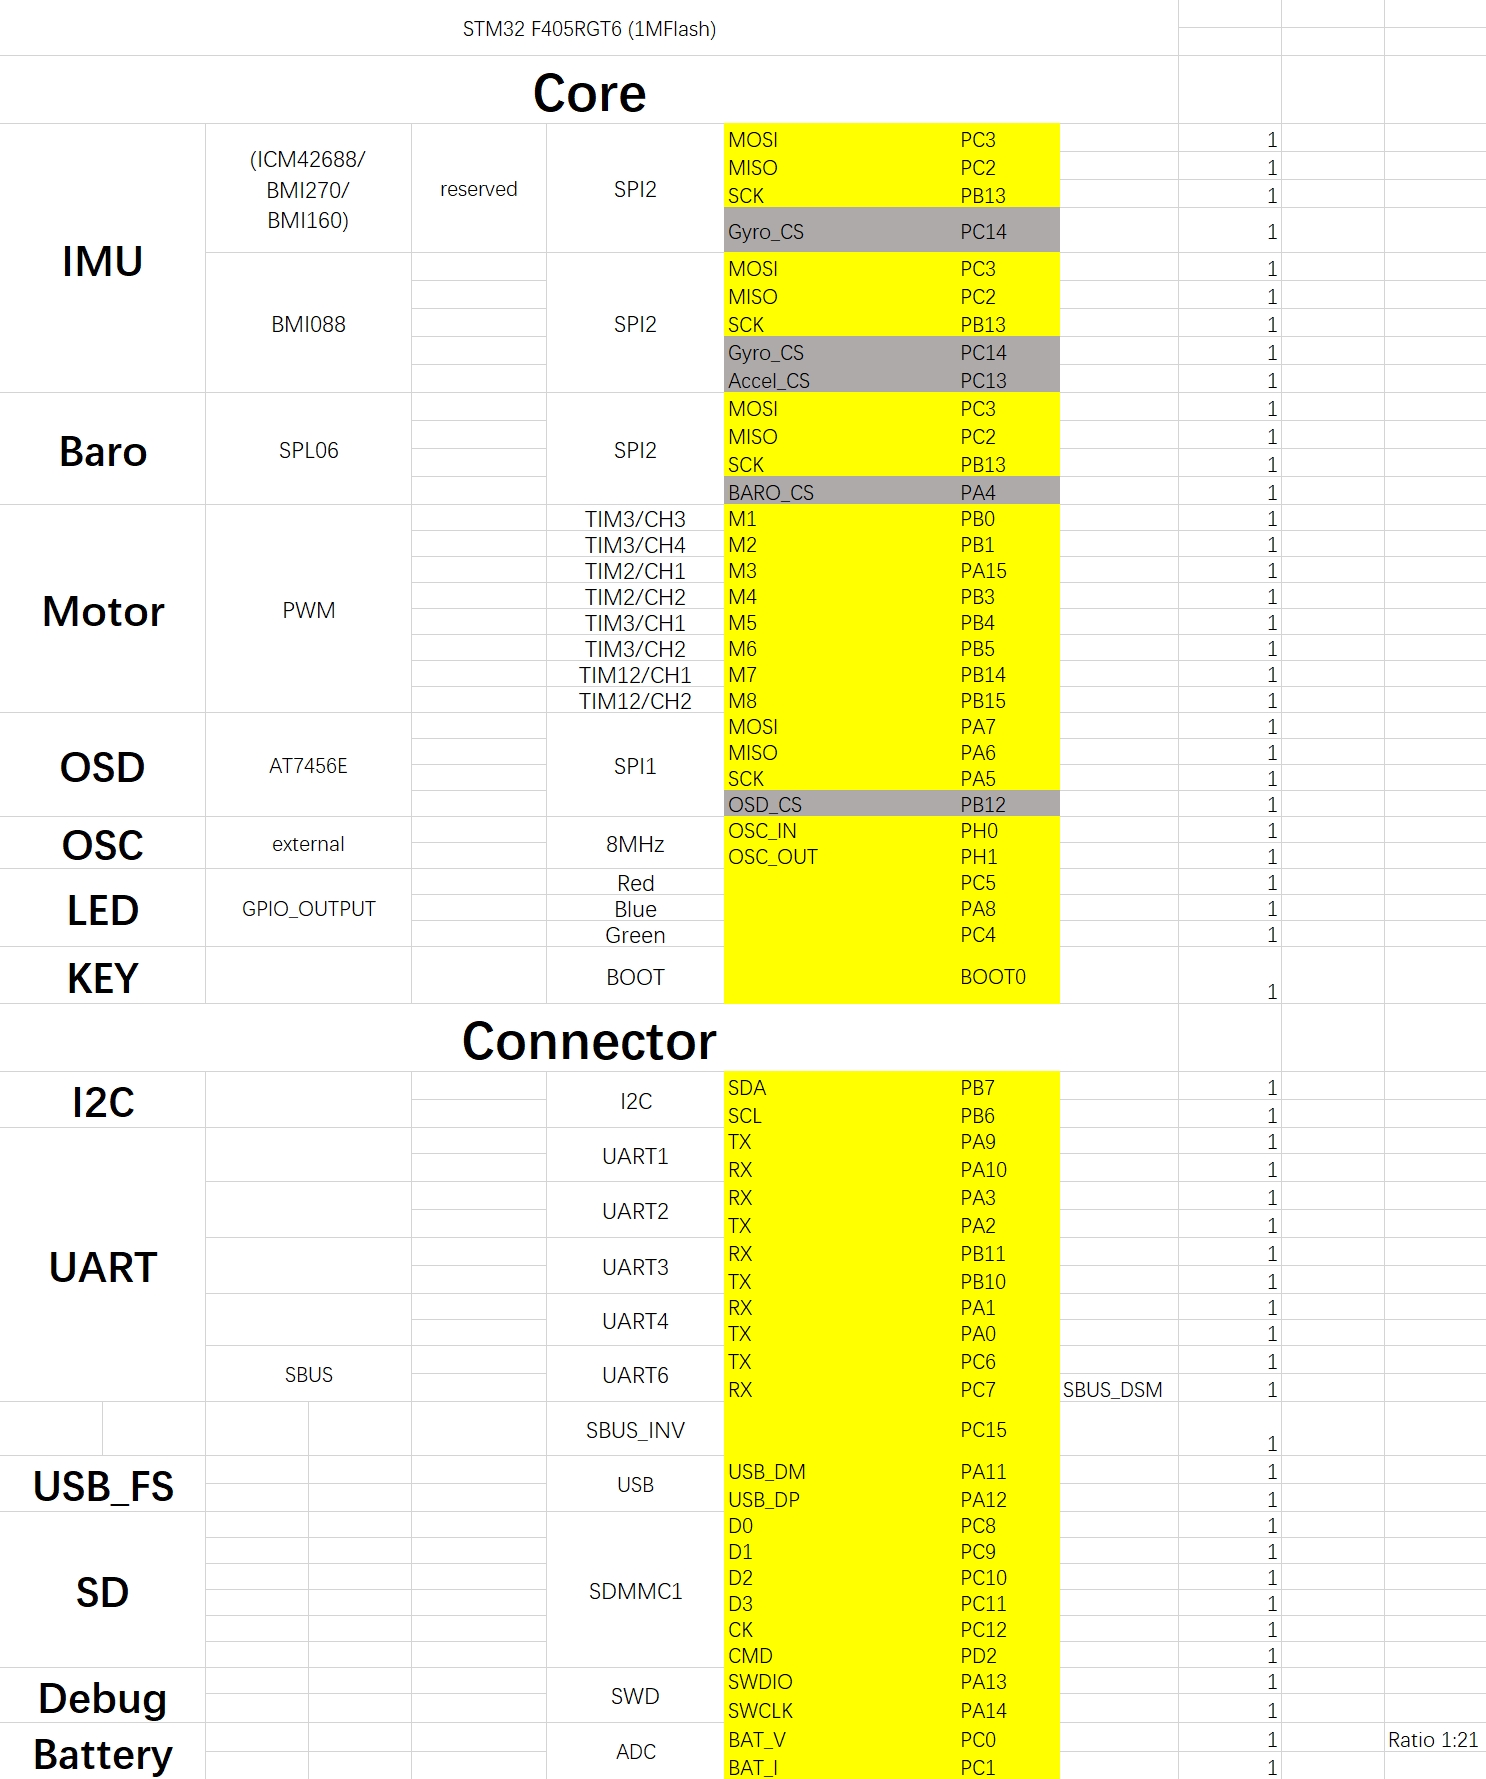 STM32 F405RGT6 (1MFlash)
Core
IMU
(ICM42688/
BMI270/
BMI160)
reserved
SPI2
MOSI PC3 1
MISO PC2 1
SCK PB13 1
Gyro_CS PC14 1
BMI088
SPI2
MOSI PC3 1
MISO PC2 1
SCK PB13 1
Gyro_CS PC14 1
Accel_CS PC13 1
Baro
SPL06
SPI2
MOSI PC3 1
MISO PC2 1
SCK PB13 1
BARO_CS PA4 1
Motor
PWM
TIM3/CH3 M1 PB0 1
TIM3/CH4 M2 PB1 1
TIM2/CH1 M3 PA15 1
TIM2/CH2 M4 PB3 1
TIM3/CH1 M5 PB4 1
TIM3/CH2 M6 PB5 1
TIM12/CH1 M7 PB14 1
TIM12/CH2 M8 PB15 1
OSD
AT7456E
SPI1
MOSI PA7 1
MISO PA6 1
SCK PA5 1
OSD_CS PB12 1
OSC
external
8MHz
OSC_IN PH0 1
OSC_OUT PH1 1
LED
GPIO_OUTPUT
Red PC5 1
Blue PA8 1
Green PC4 1
KEY
BOOT BOOT0 1
Connector
I2C
I2C
SDA PB7 1
SCL PB6 1
UART
UART1
TX PA9 1
RX PA10 1
UART2
RX PA3 1
TX PA2 1
UART3
RX PB11 1
TX PB10 1
UART4
RX PA1 1
TX PA0 1
SBUS
UART6
TX PC6 1
RX PC7 SBUS_DSM 1
SBUS_INV PC15 1
USB_FS
USB
USB_DM PA11 1
USB_DP PA12 1
SD
SDMMC1
D0 PC8 1
D1 PC9 1
D2 PC10 1
D3 PC11 1
CK PC12 1
CMD PD2 1
Debug
SWD
SWDIO PA13 1
SWCLK PA14 1
Battery
ADC
BAT_V PC0 1 Ratio 1:21
BAT_I PC1 1